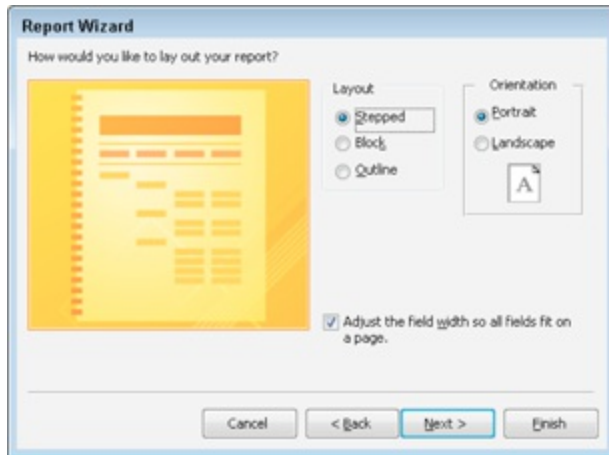 Report Wizard
How would you like to lay out your report?
Layout
Stepped
Block
Outline
Orientation
Portrait
Landscape
A
Adjust the field width so all fields fit on
a page.
Cancel
< Back
Next >
Finish